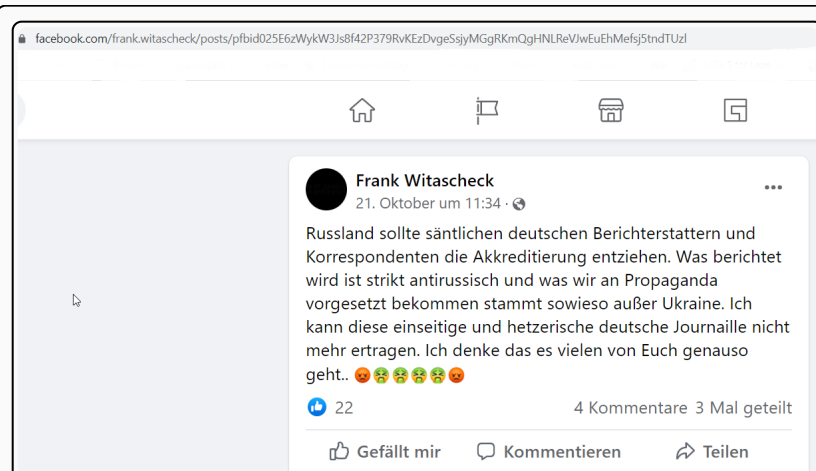 facebook.com/frank.witascheck/posts/pfbid025E6zWykW3Js8f42P379RvKEzDvgeSsjyMGgRKmQgHNLReVJwEuEhMefsj5tndTUzl
Frank Witascheck
21. Oktober um 11:34 ·
Russland sollte säntlichen deutschen Berichterstattern und
Korrespondenten die Akkreditierung entziehen. Was berichtet
wird ist strikt antirussisch und was wir an Propaganda
vorgesetzt bekommen stammt sowieso außer Ukraine. Ich
kann diese einseitige und hetzerische deutsche Journaille nicht
mehr ertragen. Ich denke das es vielen von Euch genauso
geht.. 😡🤮🤮🤮🤮😡
22 4 Kommentare 3 Mal geteilt
Gefällt mir Kommentieren Teilen